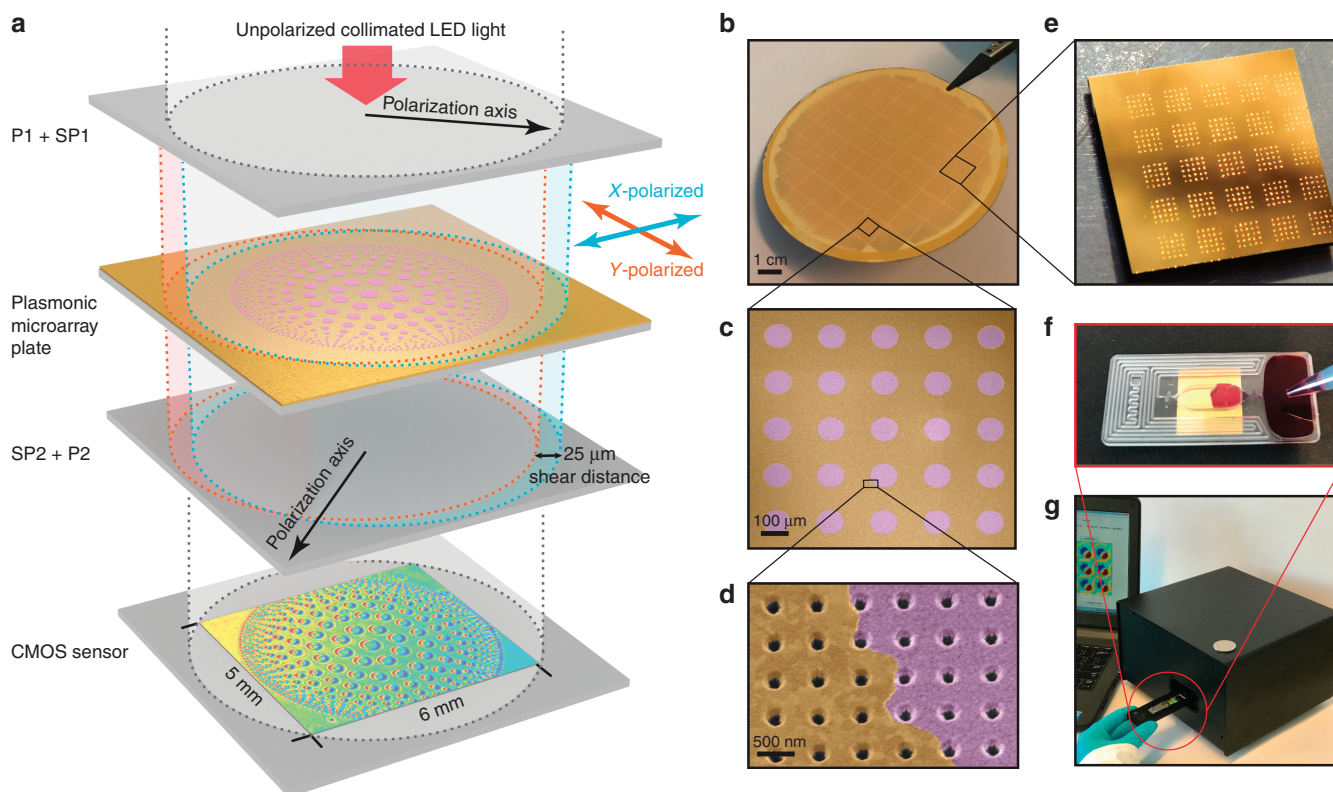 a
Unpolarized collimated LED light
Polarization axis
P1 + SP1
X-polarized
Y-polarized
Plasmonic
microarray
plate
SP2 + P2
25 μm
shear distance
Polarization axis
CMOS sensor
5 mm
6 mm
b
1 cm
c
100 μm
d
500 nm
e
f
g